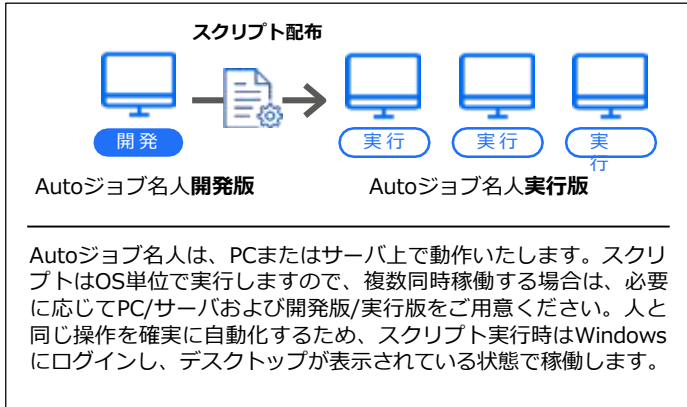 スクリプト配布
開発
実行
実行
実
行
Autoジョブ名人開発版
Autoジョブ名人実行版
Autoジョブ名人は、PCまたはサーバ上で動作いたします。スクリ
プトはOS単位で実行しますので、複数同時稼働する場合は、必要
に応じてPC/サーバおよび開発版/実行版をご用意ください。人と
同じ操作を確実に自動化するため、スクリプト実行時はWindows
にログインし、デスクトップが表示されている状態で稼働します。